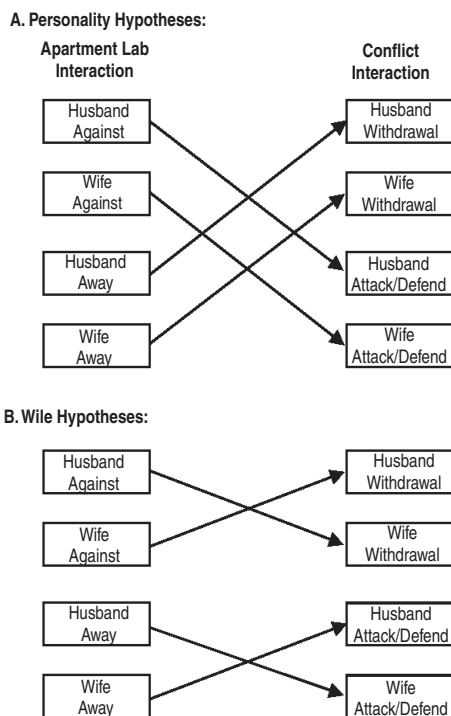 A. Personality Hypotheses:
Apartment Lab
Interaction
Conflict
Interaction
Husband
Against
Husband
Withdrawal
Wife
Against
Wife
Withdrawal
Husband
Away
Husband
Attack/Defend
Wife
Away
Wife
Attack/Defend
B. Wile Hypotheses:
Husband
Against
Husband
Withdrawal
Wife
Against
Wife
Withdrawal
Husband
Away
Husband
Attack/Defend
Wife
Away
Wife
Attack/Defend